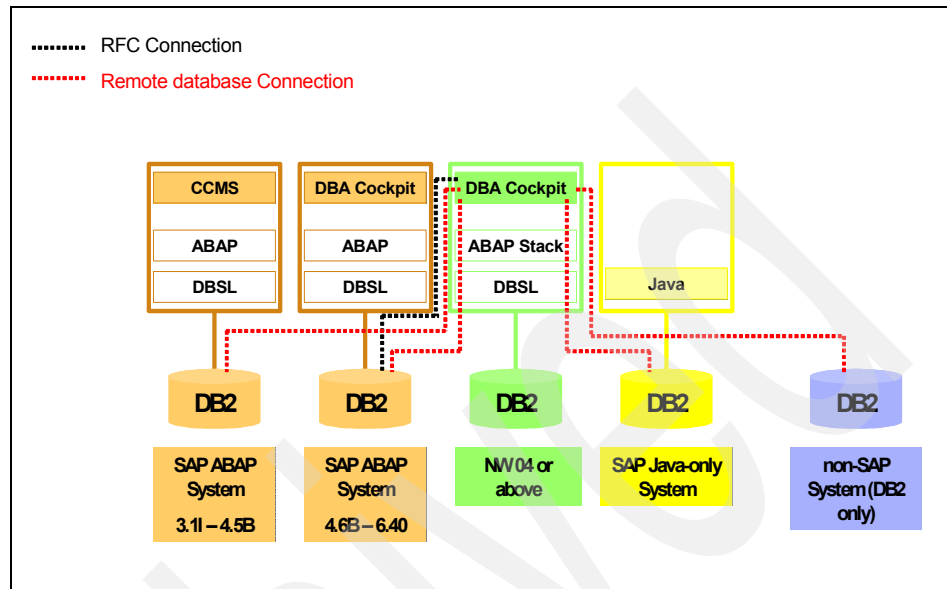 RFC Connection
Remote database Connection
CCMS
DBA Cockpit
DBA Cockpit
ABAP
ABAP
ABAP Stack
DBSL
DBSL
DBSL
Java
DB2
DB2
DB2
DB2
DB2
SAP ABAP
System
3.1I – 4.5B
SAP ABAP
System
4.6B – 6.40
NW 04 or
above
SAP Java-only
System
non-SAP
System (DB2
only)